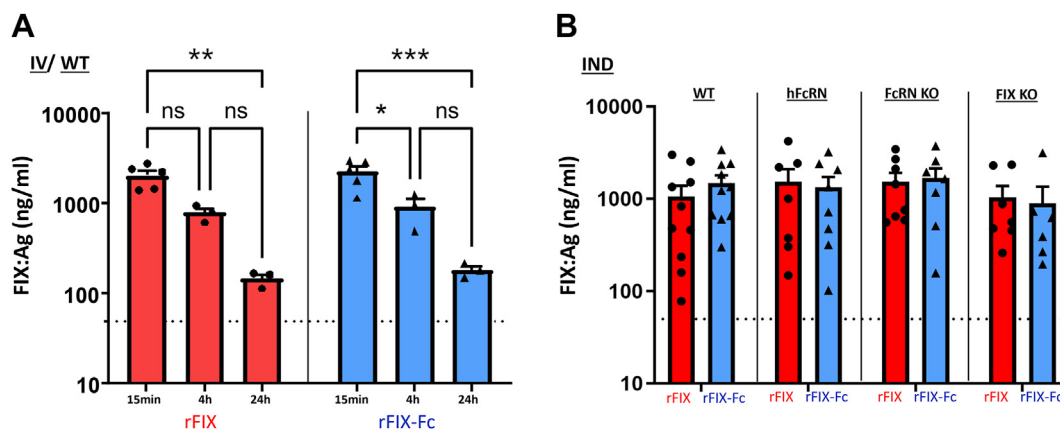 A
IV/ WT
**
ns
ns
***
*
ns
FIX:Ag (ng/ml)
10000
1000
100
10
15min 4h 24h 15min 4h 24h
rFIX rFIX-Fc
B
IND
WT hFcRN FcRN KO FIX KO
FIX:Ag (ng/ml)
10000
1000
100
10
rFIX rFIX-Fc rFIX rFIX-Fc rFIX rFIX-Fc rFIX rFIX-Fc